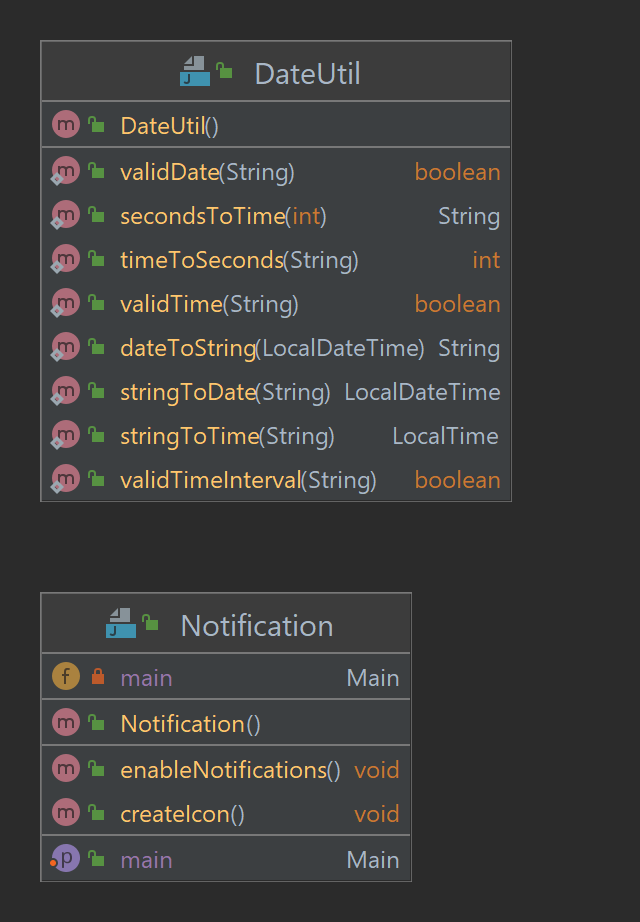 DateUtil
m DateUtil()
m validDate(String) boolean
m secondsToTime(int) String
m timeToSeconds(String) int
m validTime(String) boolean
m dateToString(LocalDateTime) String
m stringToDate(String) LocalDateTime
m stringToTime(String) LocalTime
m validTimeInterval(String) boolean
Notification
f main Main
m Notification()
m enableNotifications() void
m createIcon() void
p main Main